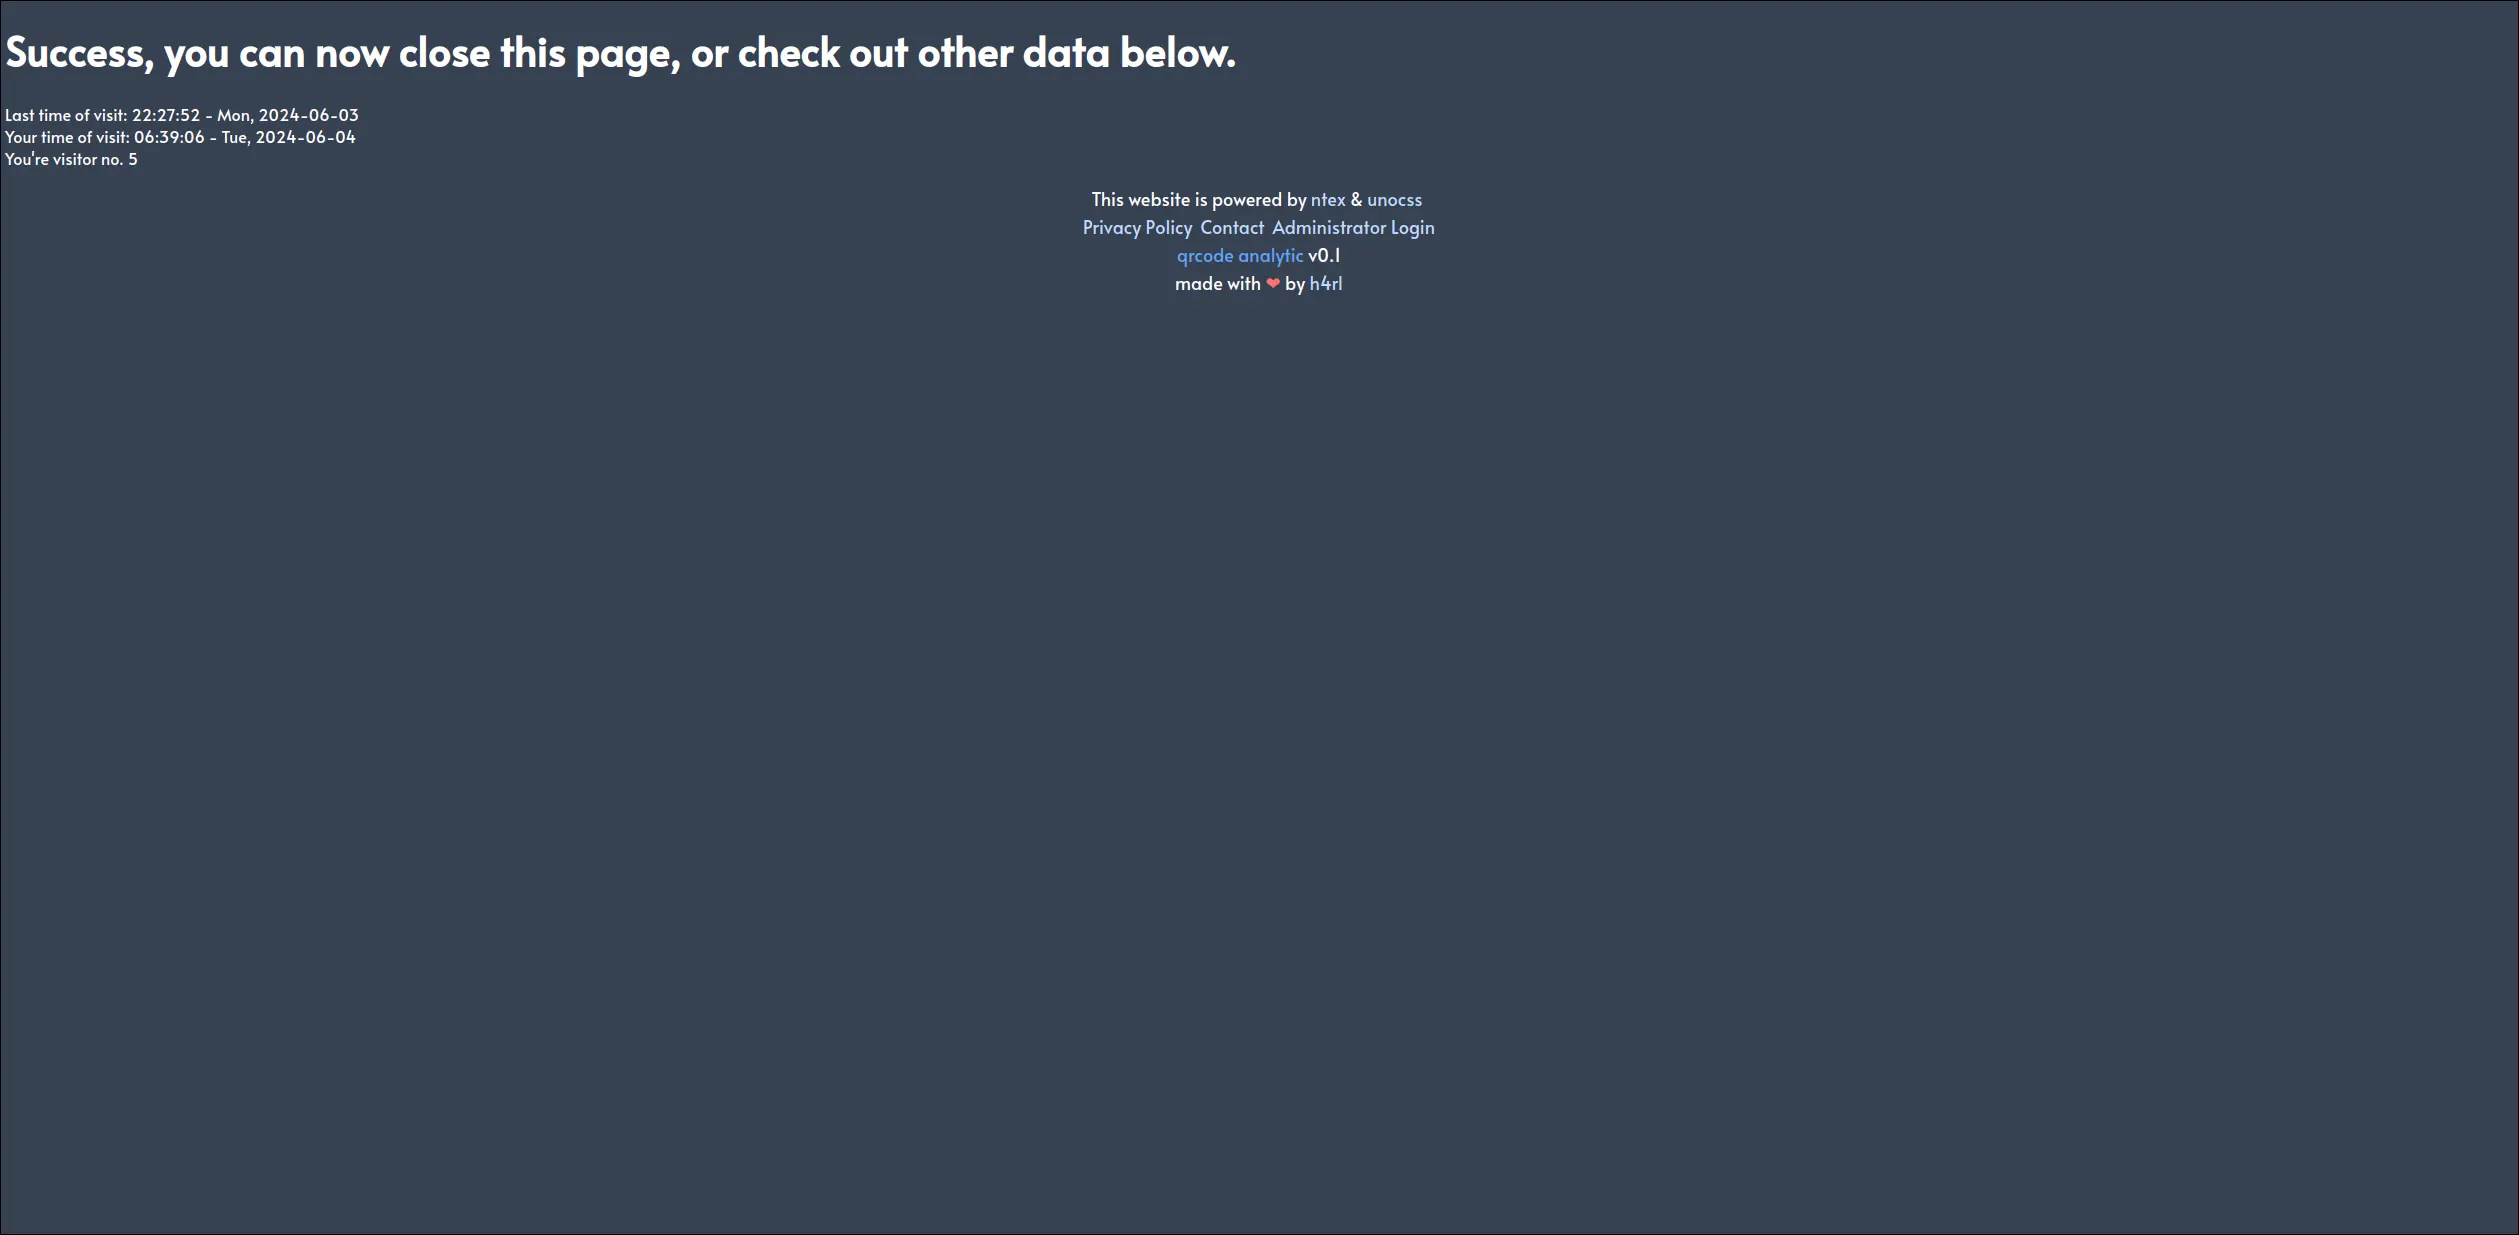 Success, you can now close this page, or check out other data below.
Last time of visit: 22:27:52 - Mon, 2024-06-03
Your time of visit: 06:39:06 - Tue, 2024-06-04
You're visitor no. 5
This website is powered by ntex & unocss
Privacy Policy Contact Administrator Login
qrcode analytic v0.1
made with ❤ by h4rl